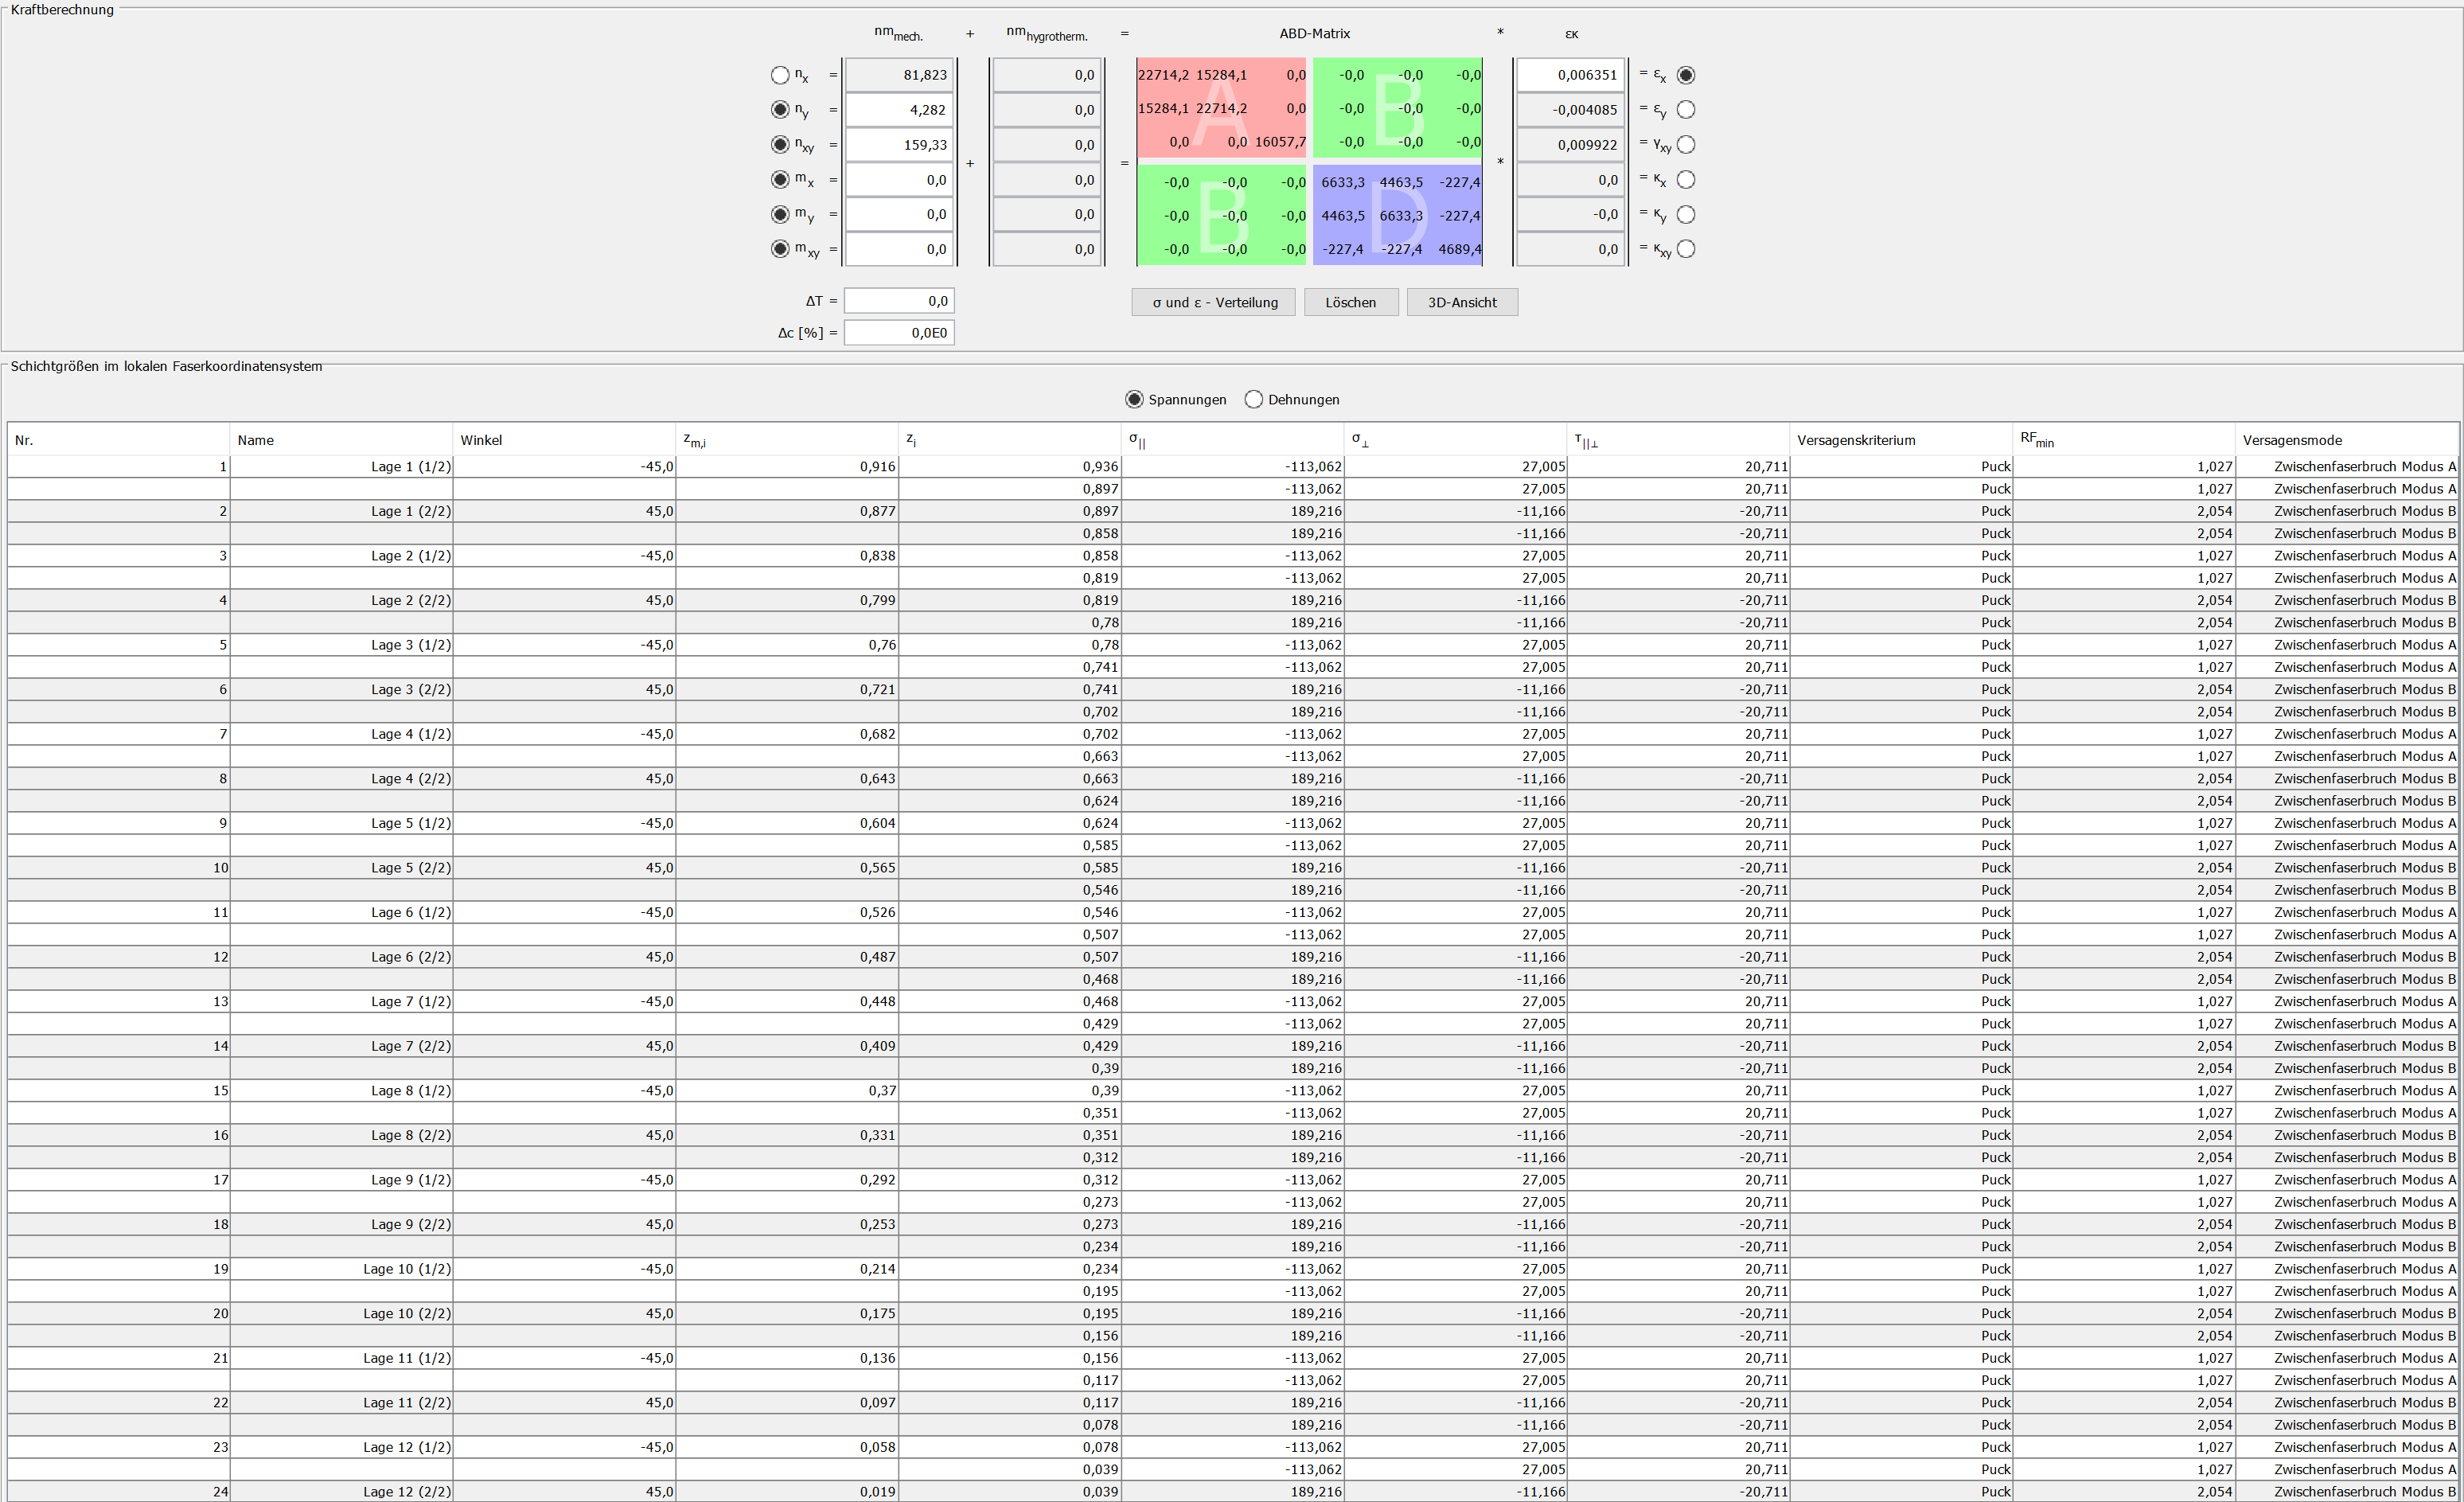 Kraftberechnung
nm mech. + nm hygrotherm. = ABD-Matrix * εκ
n x = 81,823 0,0 22714,2 15284,1 0,0 -0,0 -0,0 -0,0 0,006351 = ε x
n y = 4,282 0,0 15284,1 22714,2 0,0 -0,0 -0,0 -0,0 -0,004085 = ε y
n xy = 159,33 0,0 0,0 0,0 16057,7 -0,0 -0,0 -0,0 0,009922 = γ xy
A B
+ = *
m x = 0,0 0,0 -0,0 -0,0 -0,0 6633,3 4463,5 -227,4 0,0 = κ x
m y = 0,0 0,0 -0,0 -0,0 -0,0 4463,5 6633,3 -227,4 -0,0 = κ y
m xy = 0,0 0,0 -0,0 -0,0 -0,0 -227,4 -227,4 4689,4 0,0 = κ xy
B D
ΔT = 0,0 σ und ε - Verteilung Löschen 3D-Ansicht
Δc [%] = 0,0E0
Schichtgrößen im lokalen Faserkoordinatensystem
Spannungen Dehnungen
Nr. Name Winkel z m,i z i σ || σ ⊥ τ ||⊥ Versagenskriterium RF min Versagensmode
1 Lage 1 (1/2) -45,0 0,916 0,936 -113,062 27,005 20,711 Puck 1,027 Zwischenfaserbruch Modus A
0,897 -113,062 27,005 20,711 Puck 1,027 Zwischenfaserbruch Modus A
2 Lage 1 (2/2) 45,0 0,877 0,897 189,216 -11,166 -20,711 Puck 2,054 Zwischenfaserbruch Modus B
0,858 189,216 -11,166 -20,711 Puck 2,054 Zwischenfaserbruch Modus B
3 Lage 2 (1/2) -45,0 0,838 0,858 -113,062 27,005 20,711 Puck 1,027 Zwischenfaserbruch Modus A
0,819 -113,062 27,005 20,711 Puck 1,027 Zwischenfaserbruch Modus A
4 Lage 2 (2/2) 45,0 0,799 0,819 189,216 -11,166 -20,711 Puck 2,054 Zwischenfaserbruch Modus B
0,78 189,216 -11,166 -20,711 Puck 2,054 Zwischenfaserbruch Modus B
5 Lage 3 (1/2) -45,0 0,76 0,78 -113,062 27,005 20,711 Puck 1,027 Zwischenfaserbruch Modus A
0,741 -113,062 27,005 20,711 Puck 1,027 Zwischenfaserbruch Modus A
6 Lage 3 (2/2) 45,0 0,721 0,741 189,216 -11,166 -20,711 Puck 2,054 Zwischenfaserbruch Modus B
0,702 189,216 -11,166 -20,711 Puck 2,054 Zwischenfaserbruch Modus B
7 Lage 4 (1/2) -45,0 0,682 0,702 -113,062 27,005 20,711 Puck 1,027 Zwischenfaserbruch Modus A
0,663 -113,062 27,005 20,711 Puck 1,027 Zwischenfaserbruch Modus A
8 Lage 4 (2/2) 45,0 0,643 0,663 189,216 -11,166 -20,711 Puck 2,054 Zwischenfaserbruch Modus B
0,624 189,216 -11,166 -20,711 Puck 2,054 Zwischenfaserbruch Modus B
9 Lage 5 (1/2) -45,0 0,604 0,624 -113,062 27,005 20,711 Puck 1,027 Zwischenfaserbruch Modus A
0,585 -113,062 27,005 20,711 Puck 1,027 Zwischenfaserbruch Modus A
10 Lage 5 (2/2) 45,0 0,565 0,585 189,216 -11,166 -20,711 Puck 2,054 Zwischenfaserbruch Modus B
0,546 189,216 -11,166 -20,711 Puck 2,054 Zwischenfaserbruch Modus B
11 Lage 6 (1/2) -45,0 0,526 0,546 -113,062 27,005 20,711 Puck 1,027 Zwischenfaserbruch Modus A
0,507 -113,062 27,005 20,711 Puck 1,027 Zwischenfaserbruch Modus A
12 Lage 6 (2/2) 45,0 0,487 0,507 189,216 -11,166 -20,711 Puck 2,054 Zwischenfaserbruch Modus B
0,468 189,216 -11,166 -20,711 Puck 2,054 Zwischenfaserbruch Modus B
13 Lage 7 (1/2) -45,0 0,448 0,468 -113,062 27,005 20,711 Puck 1,027 Zwischenfaserbruch Modus A
0,429 -113,062 27,005 20,711 Puck 1,027 Zwischenfaserbruch Modus A
14 Lage 7 (2/2) 45,0 0,409 0,429 189,216 -11,166 -20,711 Puck 2,054 Zwischenfaserbruch Modus B
0,39 189,216 -11,166 -20,711 Puck 2,054 Zwischenfaserbruch Modus B
15 Lage 8 (1/2) -45,0 0,37 0,39 -113,062 27,005 20,711 Puck 1,027 Zwischenfaserbruch Modus A
0,351 -113,062 27,005 20,711 Puck 1,027 Zwischenfaserbruch Modus A
16 Lage 8 (2/2) 45,0 0,331 0,351 189,216 -11,166 -20,711 Puck 2,054 Zwischenfaserbruch Modus B
0,312 189,216 -11,166 -20,711 Puck 2,054 Zwischenfaserbruch Modus B
17 Lage 9 (1/2) -45,0 0,292 0,312 -113,062 27,005 20,711 Puck 1,027 Zwischenfaserbruch Modus A
0,273 -113,062 27,005 20,711 Puck 1,027 Zwischenfaserbruch Modus A
18 Lage 9 (2/2) 45,0 0,253 0,273 189,216 -11,166 -20,711 Puck 2,054 Zwischenfaserbruch Modus B
0,234 189,216 -11,166 -20,711 Puck 2,054 Zwischenfaserbruch Modus B
19 Lage 10 (1/2) -45,0 0,214 0,234 -113,062 27,005 20,711 Puck 1,027 Zwischenfaserbruch Modus A
0,195 -113,062 27,005 20,711 Puck 1,027 Zwischenfaserbruch Modus A
20 Lage 10 (2/2) 45,0 0,175 0,195 189,216 -11,166 -20,711 Puck 2,054 Zwischenfaserbruch Modus B
0,156 189,216 -11,166 -20,711 Puck 2,054 Zwischenfaserbruch Modus B
21 Lage 11 (1/2) -45,0 0,136 0,156 -113,062 27,005 20,711 Puck 1,027 Zwischenfaserbruch Modus A
0,117 -113,062 27,005 20,711 Puck 1,027 Zwischenfaserbruch Modus A
22 Lage 11 (2/2) 45,0 0,097 0,117 189,216 -11,166 -20,711 Puck 2,054 Zwischenfaserbruch Modus B
0,078 189,216 -11,166 -20,711 Puck 2,054 Zwischenfaserbruch Modus B
23 Lage 12 (1/2) -45,0 0,058 0,078 -113,062 27,005 20,711 Puck 1,027 Zwischenfaserbruch Modus A
0,039 -113,062 27,005 20,711 Puck 1,027 Zwischenfaserbruch Modus A
24 Lage 12 (2/2) 45,0 0,019 0,039 189,216 -11,166 -20,711 Puck 2,054 Zwischenfaserbruch Modus B